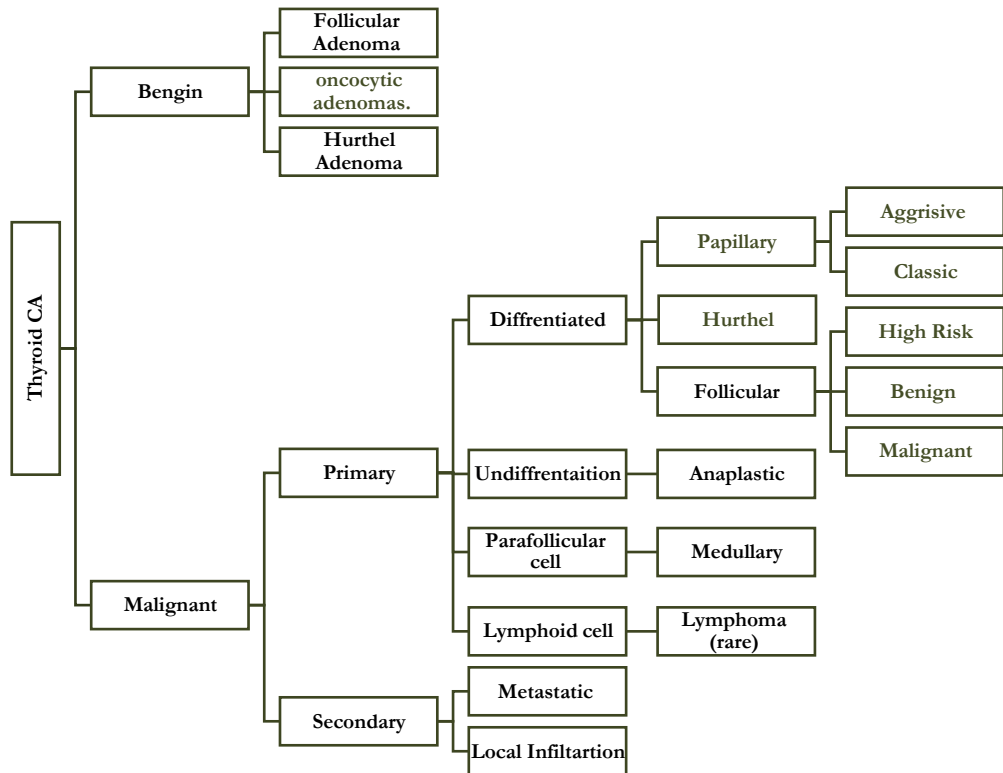 Thyroid CA
Bengin
Follicular
Adenoma
oncocytic
adenomas.
Hurthel
Adenoma
Malignant
Primary
Diffrentiated
Papillary
Aggrisive
Classic
Hurthel
Follicular
High Risk
Benign
Malignant
Undiffrentaition
Anaplastic
Parafollicular
cell
Medullary
Lymphoid cell
Lymphoma
(rare)
Secondary
Metastatic
Local Infiltartion